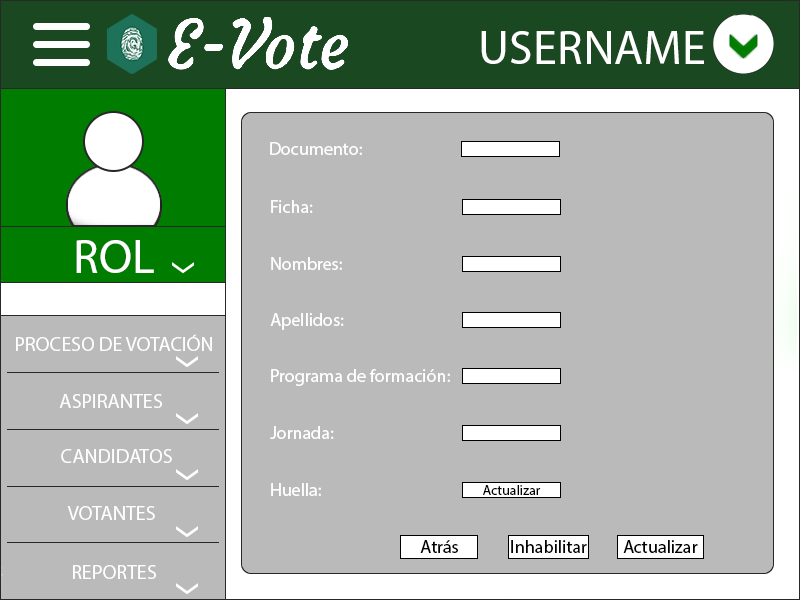 E-Vote
USERNAME
ROL
PROCESO DE VOTACIÓN
ASPIRANTES
CANDIDATOS
VOTANTES
REPORTES
Documento:
Ficha:
Nombres:
Apellidos:
Programa de formación:
Jornada:
Huella: Actualizar
Atrás Inhabilitar Actualizar